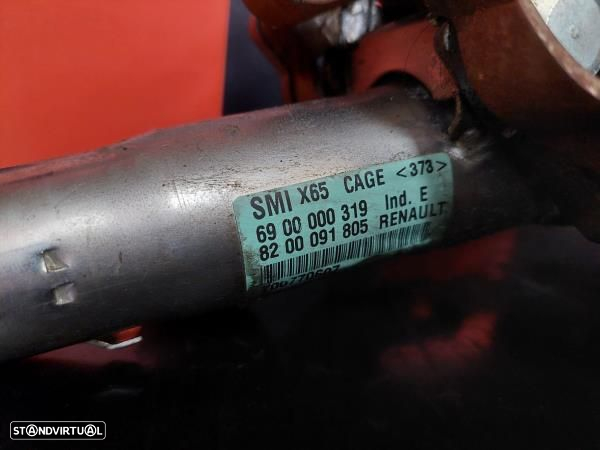 SMI X65 CAGE <373>
69 00 000 319 Ind. E
82 00 091 805 RENAULT
STANDVIRTUAL